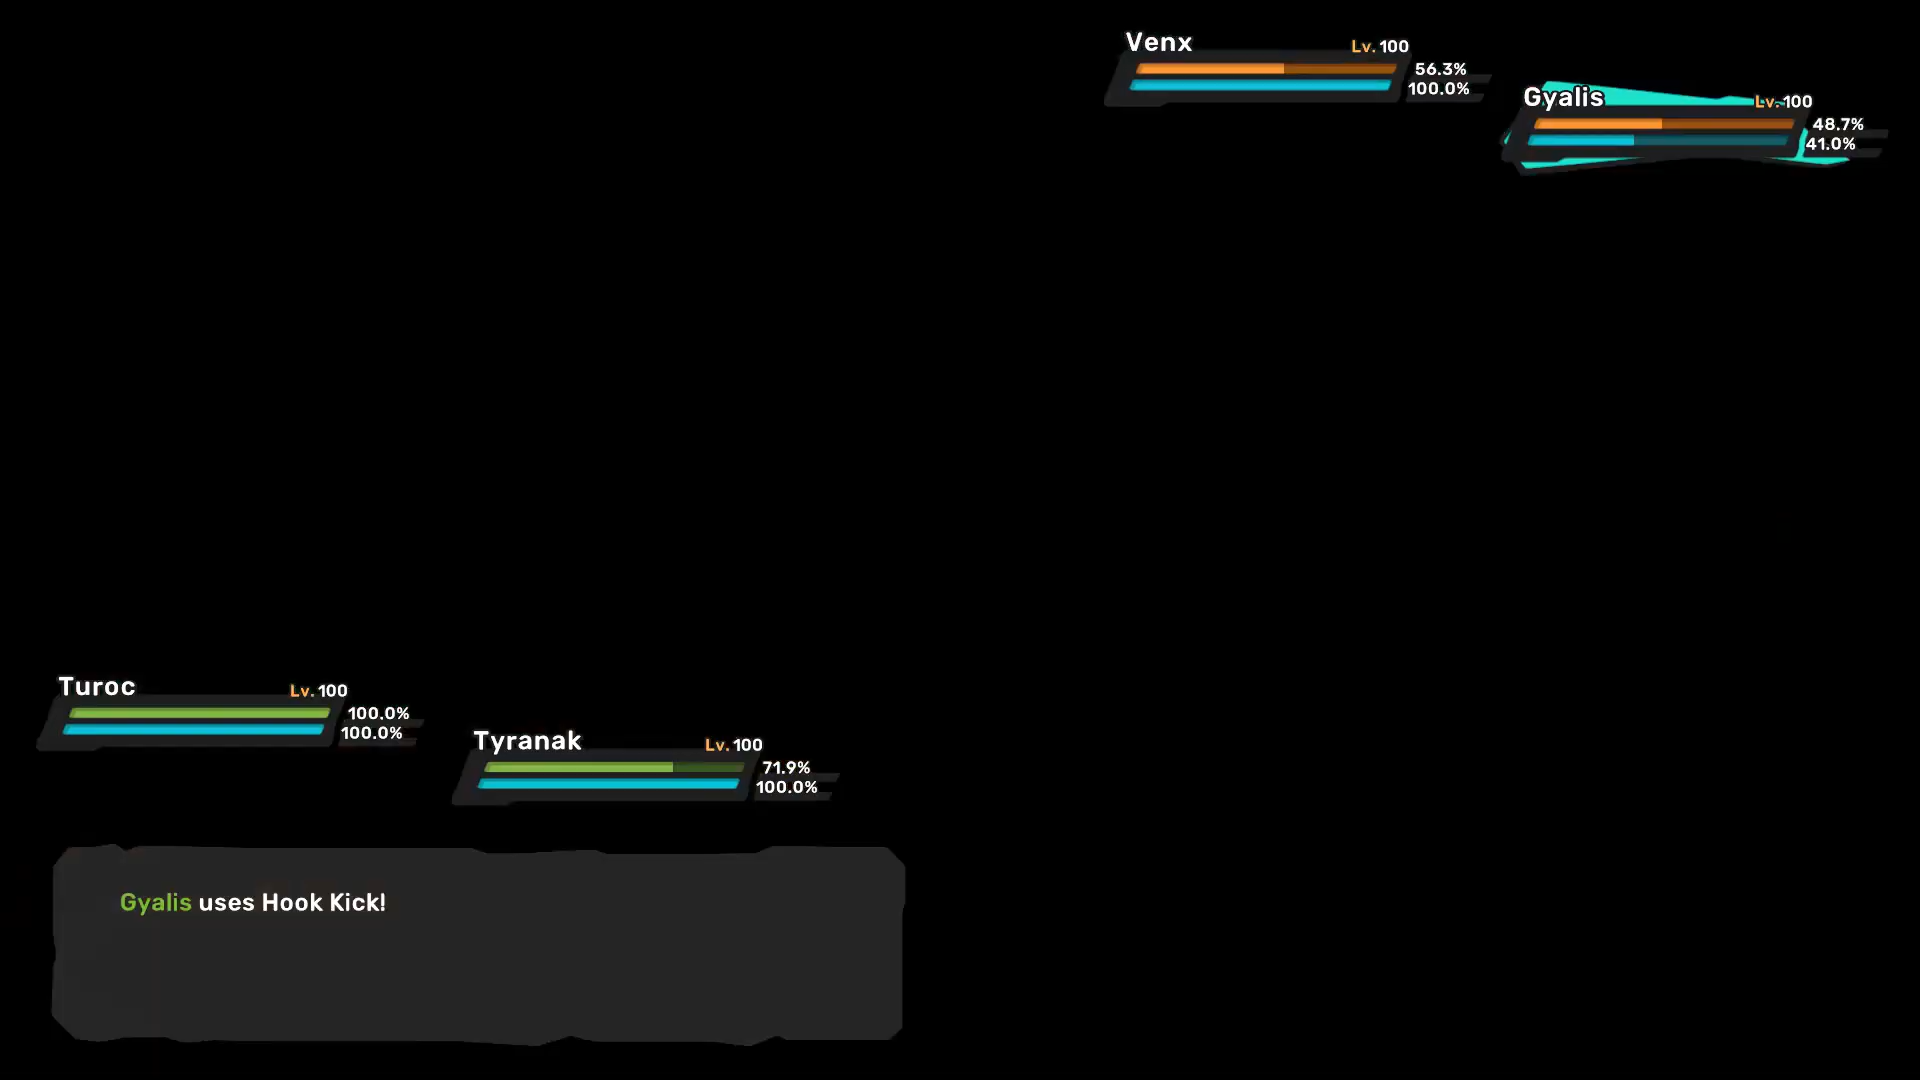 Venx Lv. 100
56.3%
100.0%
Gyalis Lv. 100
48.7%
41.0%
Turoc Lv. 100
100.0%
100.0%
Tyranak Lv. 100
71.9%
100.0%
Gyalis uses Hook Kick!